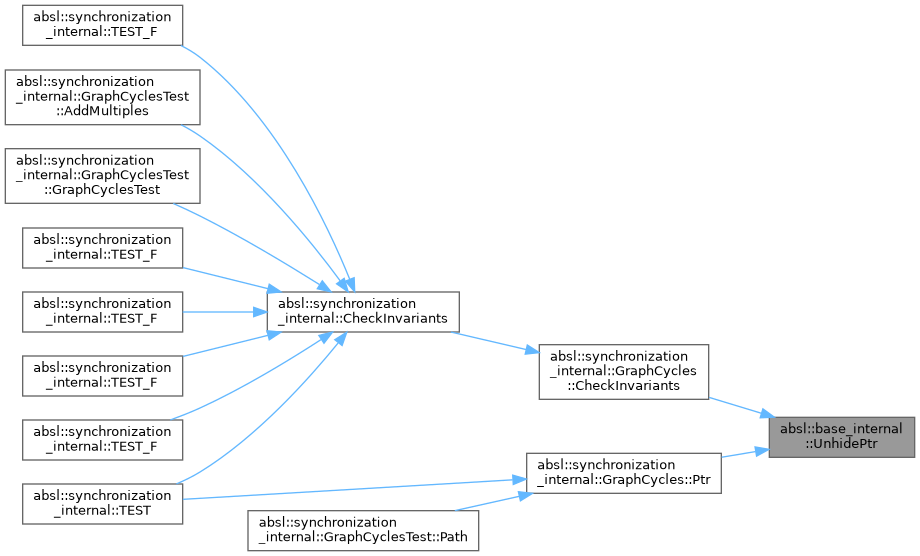 absl::synchronization
_internal::TEST_F
absl::synchronization
_internal::GraphCyclesTest
::AddMultiples
absl::synchronization
_internal::GraphCyclesTest
::GraphCyclesTest
absl::synchronization
_internal::TEST_F
absl::synchronization
_internal::TEST_F
absl::synchronization
_internal::TEST_F
absl::synchronization
_internal::TEST_F
absl::synchronization
_internal::TEST
absl::synchronization
_internal::CheckInvariants
absl::synchronization
_internal::GraphCyclesTest::Path
absl::synchronization
_internal::GraphCycles
::CheckInvariants
absl::synchronization
_internal::GraphCycles::Ptr
absl::base_internal
::UnhidePtr